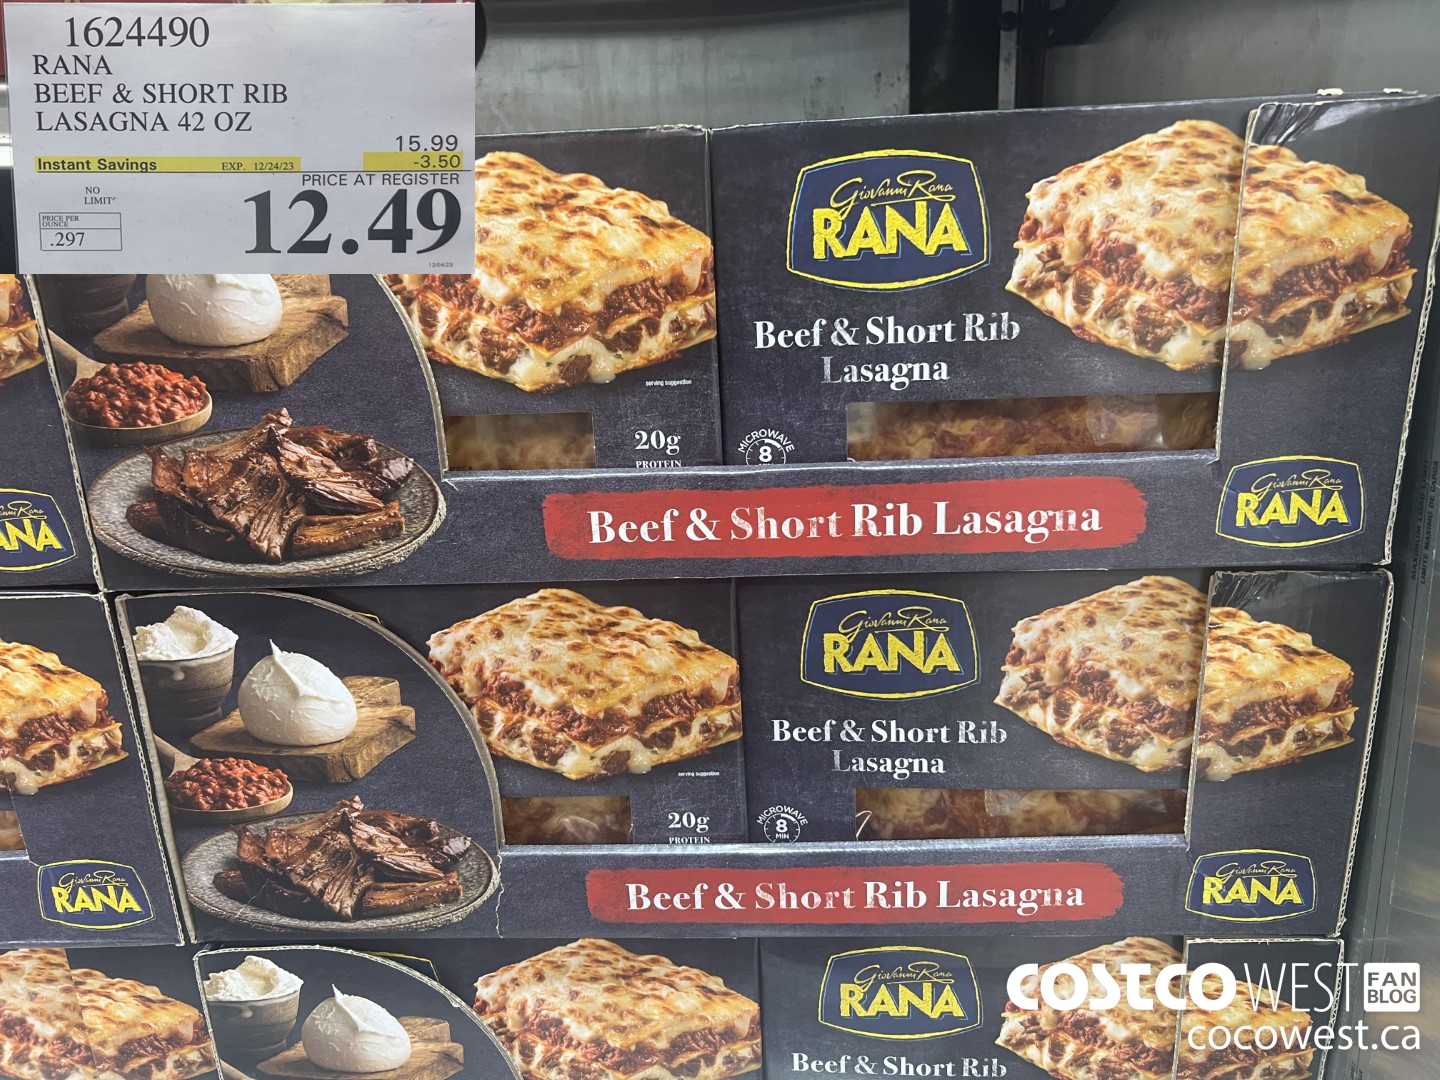 1624490
RANA
BEEF & SHORT RIB
LASAGNA 42 OZ
15.99
Instant Savings EXP. 12/24/23 -3.50
PRICE AT REGISTER
12.49
NO
LIMIT
PRICE PER
OUNCE
.297
12/04/23
Giovanni Rana
RANA
Beef & Short Rib
Lasagna
serving suggestion
20g
PROTEIN
MICROWAVE
8
Beef & Short Rib Lasagna
Giovanni Rana
RANA
Giovanni Rana
RANA
Giovanni Rana
RANA
Beef & Short Rib
Lasagna
serving suggestion
20g
PROTEIN
MICROWAVE
8
MIN
Beef & Short Rib Lasagna
Giovanni Rana
RANA
Giovanni Rana
RANA
Giovanni Rana
RANA
Beef & Short Rib
COSTCO WEST FAN BLOG
cocowest.ca